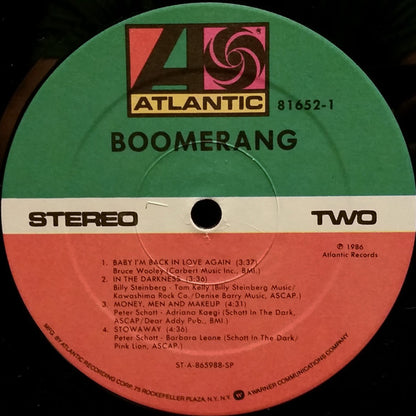 ATLANTIC
81652-1
BOOMERANG
STEREO
TWO
℗ 1986
Atlantic Records
1. BABY I'M BACK IN LOVE AGAIN (3:37)
Bruce Wooley (Carbert Music Inc., BMI.)
2. IN THE DARKNESS (3:36)
Billy Steinberg - Tom Kelly (Billy Steinberg Music/
Kawashima Rock Co./Denise Barry Music, ASCAP.)
3. MONEY, MEN AND MAKEUP (4:31)
Peter Schott - Adriana Kaegi (Schott In The Dark,
ASCAP/Dear Addy Pub., BMI.)
4. STOWAWAY (4:36)
Peter Schott - Barbara Leone (Schott In The Dark/
Pink Lion, ASCAP.)
ST-A-865988-SP
MFG. BY ATLANTIC RECORDING CORP. 75 ROCKEFELLER PLAZA, N.Y., N.Y. A WARNER COMMUNICATIONS COMPANY